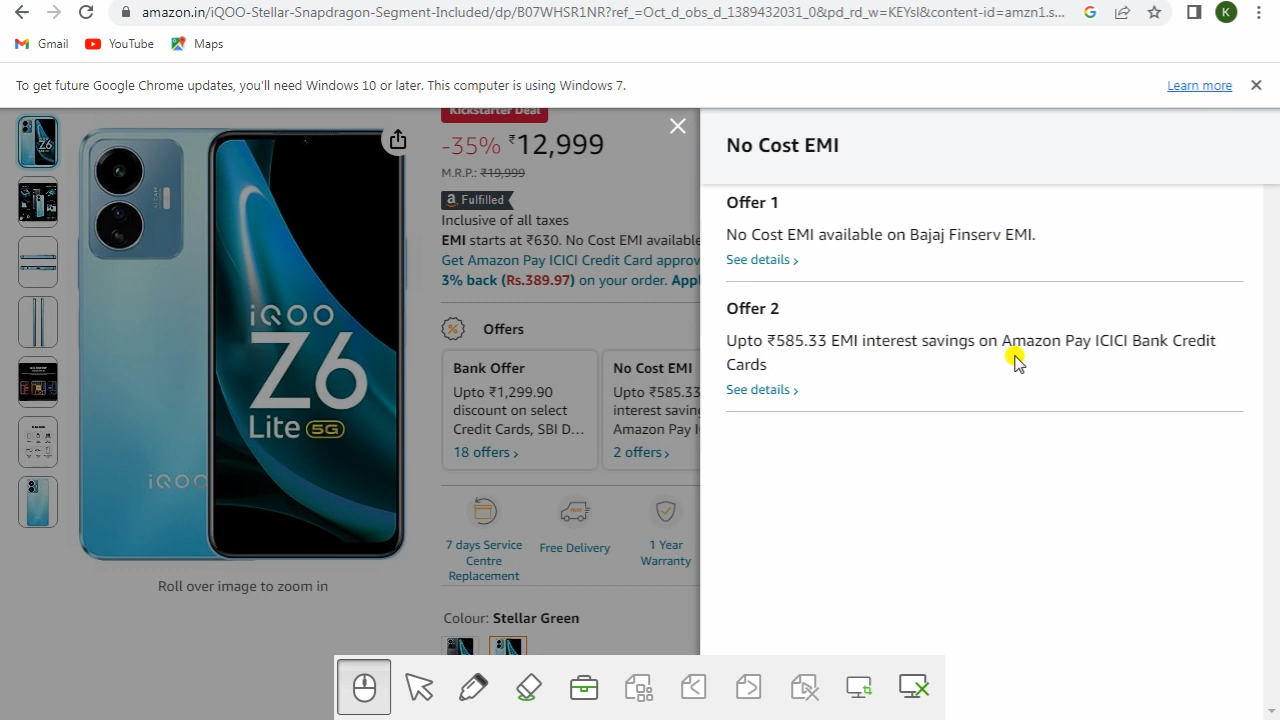 amazon.in/iQOO-Stellar-Snapdragon-Segment-Included/dp/B07WHSR1NR?ref_=Oct_d_obs_d_1389432031_0&pd_rd_w=KEYsI&content-id=amzn1.s...
G
K
Gmail
YouTube
Maps
To get future Google Chrome updates, you'll need Windows 10 or later. This computer is using Windows 7.
Learn more
Kickstarter Deal
-35% ₹12,999
M.R.P.: ₹19,999
a Fulfilled
Inclusive of all taxes
EMI starts at ₹630. No Cost EMI available
Get Amazon Pay ICICI Credit Card approv
3% back (Rs.389.97) on your order. Appl
Offers
Bank Offer
Upto ₹1,299.90
discount on select
Credit Cards, SBI D...
18 offers ›
No Cost EMI
Upto ₹585.33
interest savin
Amazon Pay I
2 offers ›
7 days Service
Centre
Replacement
Free Delivery
1 Year
Warranty
Colour: Stellar Green
Z6
iQOO
Z6
Lite 5G
iQOO
Roll over image to zoom in
No Cost EMI
Offer 1
No Cost EMI available on Bajaj Finserv EMI.
See details ›
Offer 2
Upto ₹585.33 EMI interest savings on Amazon Pay ICICI Bank Credit
Cards
See details ›